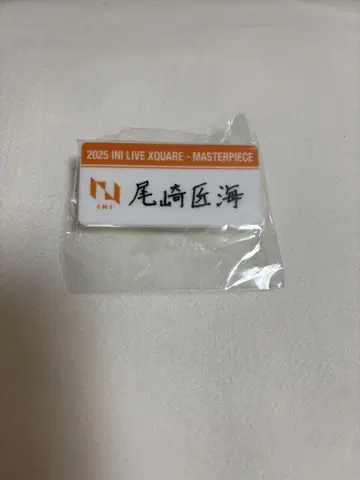 2025 INI LIVE XQUARE - MASTERPIECE
INI
尾崎匠海